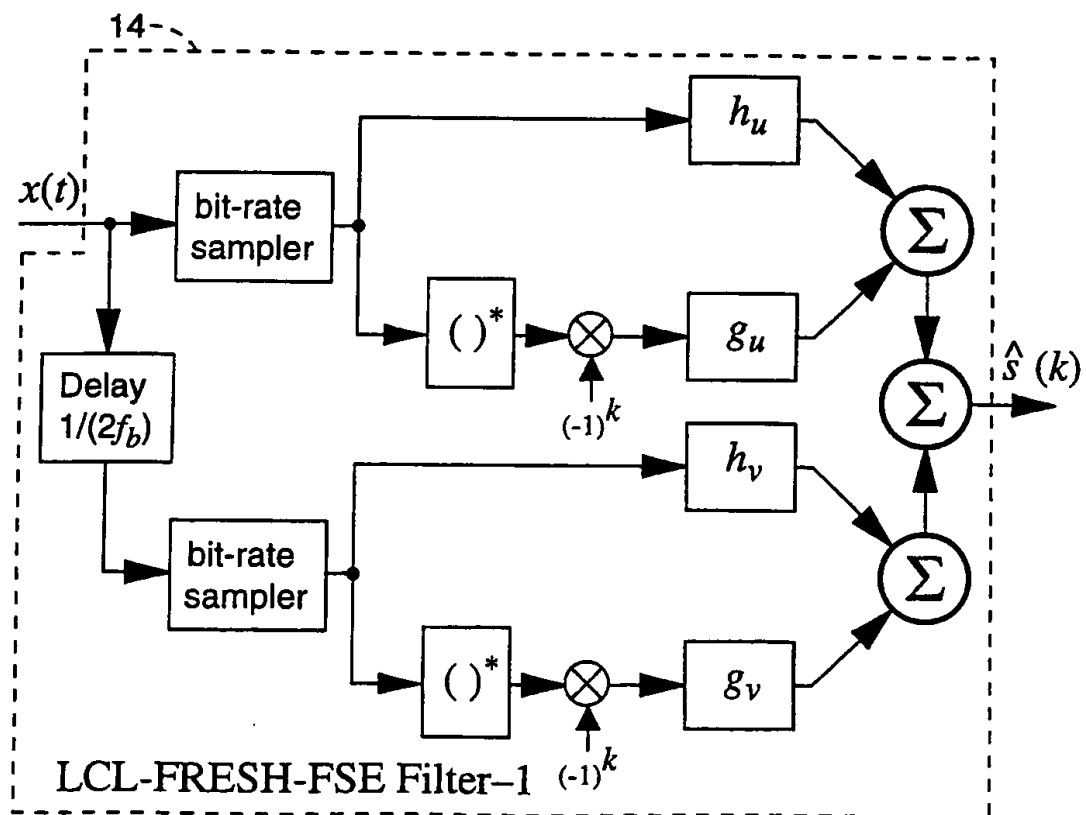 14
x(t)
bit-rate
sampler
h_u
Σ
( )*
g_u
(-1)^k
Delay
1/(2f_b)
Σ
ŝ (k)
h_v
bit-rate
sampler
Σ
( )*
g_v
(-1)^k
LCL-FRESH-FSE Filter–1